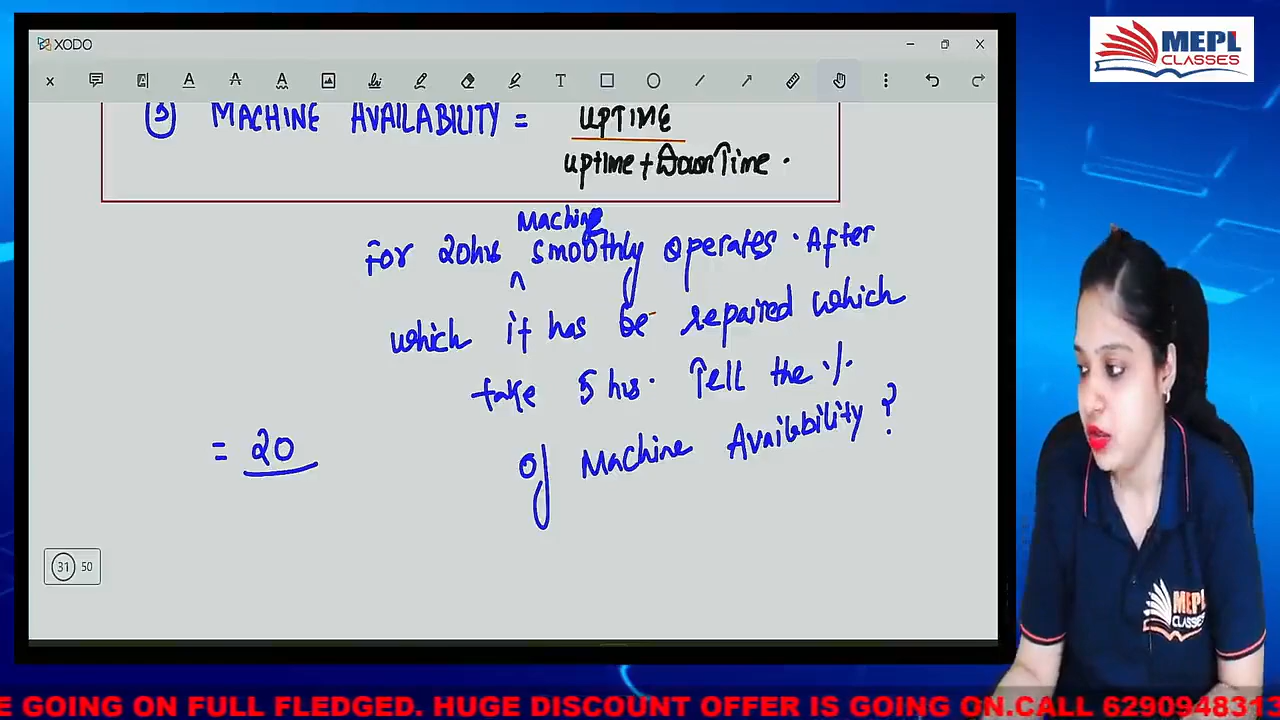 XODO
MEPL
CLASSES
③ MACHINE AVAILABILITY = UPTIME
uptime + DownTime.
Machine
For 20hrs ^ smoothly operates. After
which it has be repaired which
take 5 hrs. Tell the %
of Machine Availability?
= 20
31 50
MEPL
CLASSES
E GOING ON FULL FLEDGED. HUGE DISCOUNT OFFER IS GOING ON.CALL 6290948313